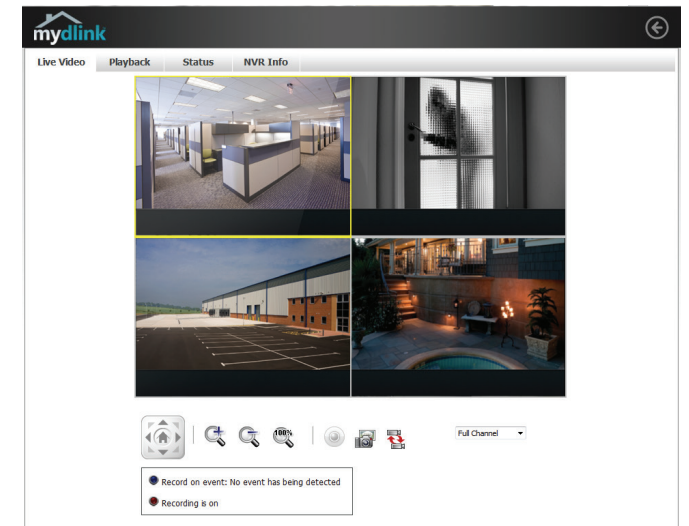 mydlink
Live Video Playback Status NVR Info
100%
Full Channel
Record on event: No event has being detected
Recording is on